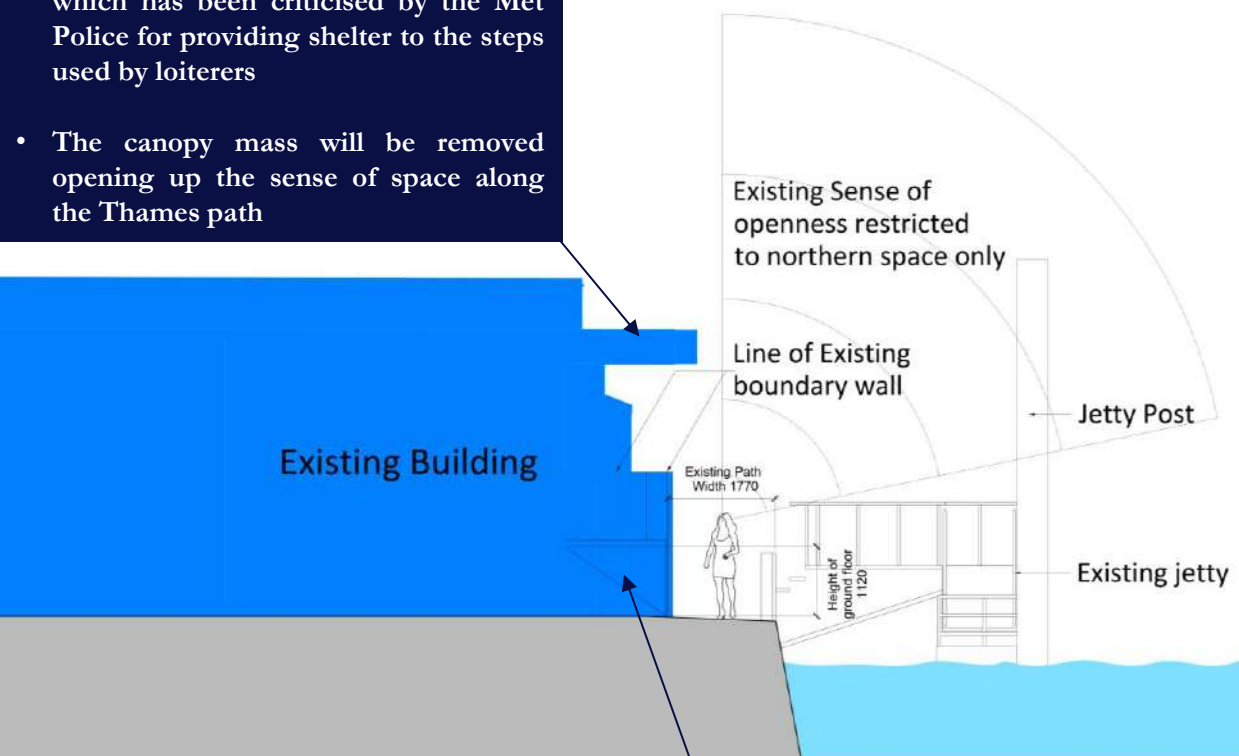 which has been criticised by the Met
Police for providing shelter to the steps
used by loiterers
• The canopy mass will be removed
opening up the sense of space along
the Thames path
Existing Sense of
openness restricted
to northern space only
Line of Existing
boundary wall
Jetty Post
Existing Building
Existing Path
Width 1770
Height of
ground floor
1120
Existing jetty